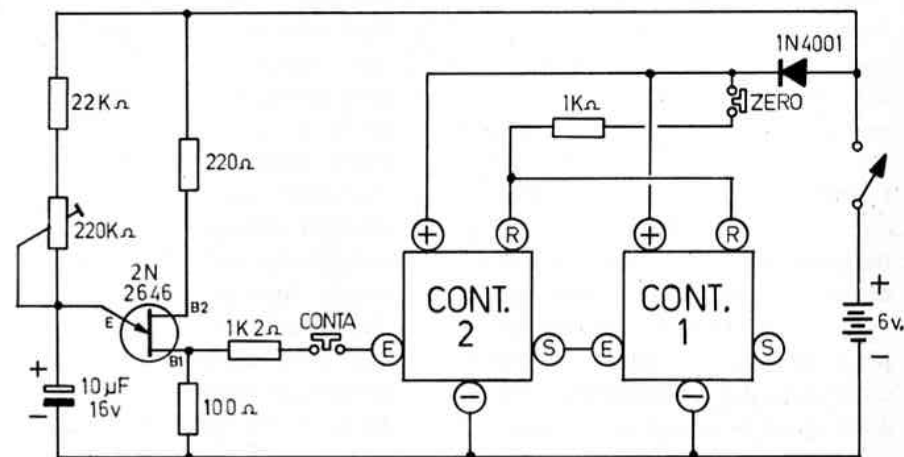 1N4001
22KΩ
1KΩ
ZERO
220Ω
220KΩ
+
R
+
R
2N
2646
B2
E
B1
1K2Ω
CONTA
E
CONT.
2
S
E
CONT.
1
S
+
6v.
-
+
10µF
16v
-
100Ω
-
-